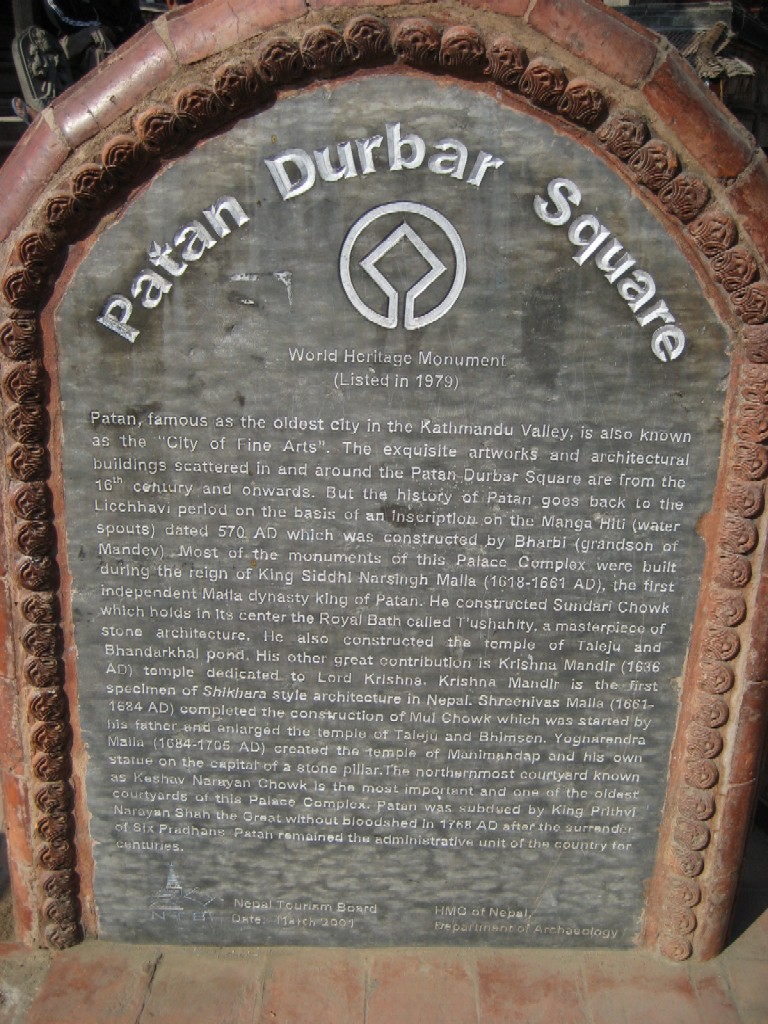 Patan Durbar Square
World Heritage Monument
(Listed in 1979)
Patan, famous as the oldest city in the Kathmandu Valley, is also known
as the "City of Fine Arts". The exquisite artworks and architectural
buildings scattered in and around the Patan Durbar Square are from the
16th century and onwards. But the history of Patan goes back to the
Licchhavi period on the basis of an inscription on the Manga Hiti (water
spouts) dated 570 AD which was constructed by Bharbi (grandson of
Mandev). Most of the monuments of this Palace Complex were built
during the reign of King Siddhi Narsingh Malla (1618-1661 AD), the first
independent Malla dynasty king of Patan. He constructed Sundari Chowk
which holds in its center the Royal Bath called Tushahity, a masterpiece of
stone architecture. He also constructed the temple of Taleju and
Bhandarkhal pond. His other great contribution is Krishna Mandir (1636
AD) temple dedicated to Lord Krishna. Krishna Mandir is the first
specimen of Shikhara style architecture in Nepal. Shreenivas Malla (1661-
1684 AD) completed the construction of Mul Chowk which was started by
his father and enlarged the temple of Taleju and Bhimsen. Yognarendra
Malla (1684-1705 AD) created the temple of Manimandap and his own
statue on the capital of a stone pillar.The northernmost courtyard known
as Keshav Narayan Chowk is the most important and one of the oldest
courtyards of this Palace Complex. Patan was subdued by King Prithvi
Narayan Shah the Great without bloodshed in 1768 AD after the surrender
of Six Pradhans. Patan remained the administrative unit of the country for
centuries.
NTB
Nepal Tourism Board
Date: March 2001
HMG of Nepal,
Department of Archaeology